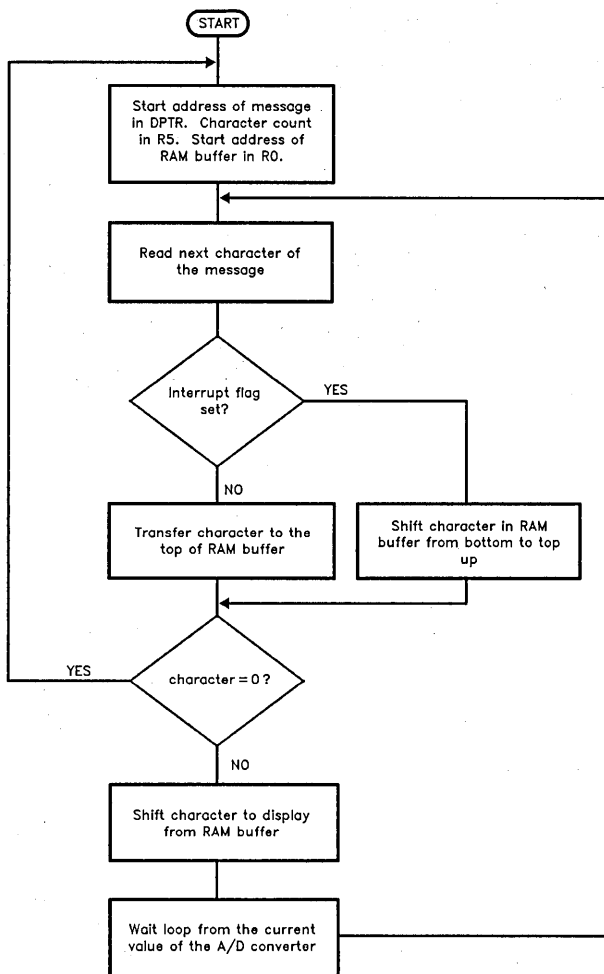 START
Start address of message
in DPTR. Character count
in R5. Start address of
RAM buffer in R0.
Read next character of
the message
Interrupt flag
set?
YES
NO
Transfer character to the
top of RAM buffer
Shift character in RAM
buffer from bottom to top
up
YES
character = 0 ?
NO
Shift character to display
from RAM buffer
Wait loop from the current
value of the A/D converter